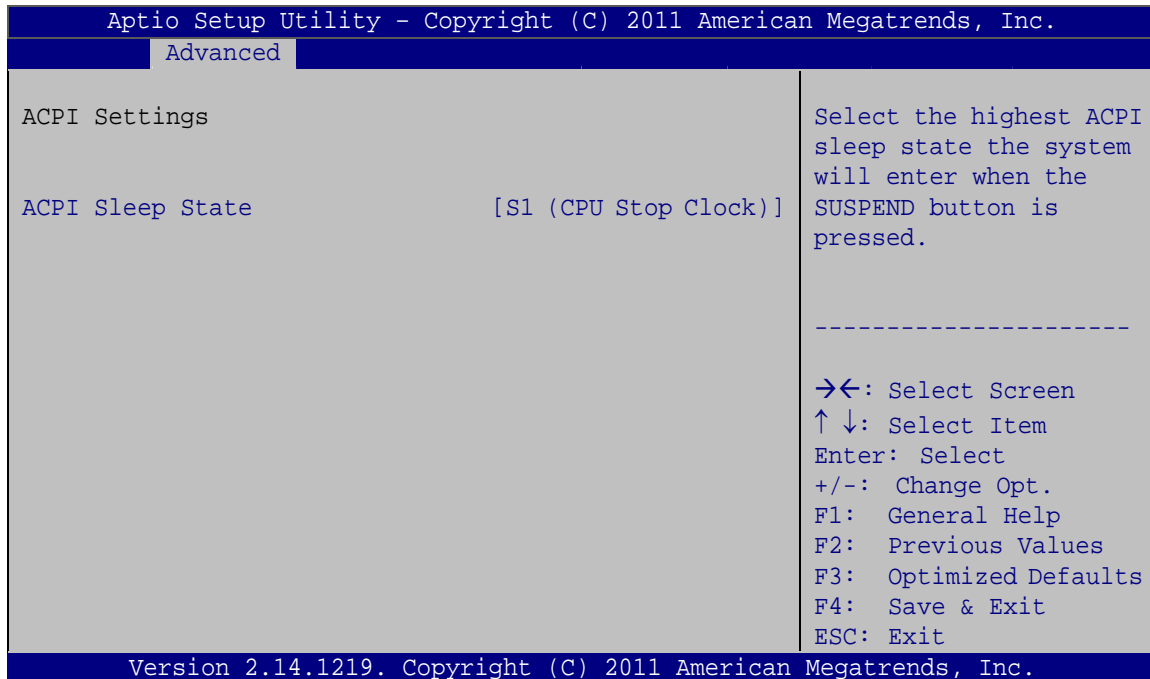 Aptio Setup Utility – Copyright (C) 2011 American Megatrends, Inc.
Advanced
ACPI Settings
ACPI Sleep State [S1 (CPU Stop Clock)]
Select the highest ACPI
sleep state the system
will enter when the
SUSPEND button is
pressed.
----------------------
→←: Select Screen
↑ ↓: Select Item
Enter: Select
+/-: Change Opt.
F1: General Help
F2: Previous Values
F3: Optimized Defaults
F4: Save & Exit
ESC: Exit
Version 2.14.1219. Copyright (C) 2011 American Megatrends, Inc.